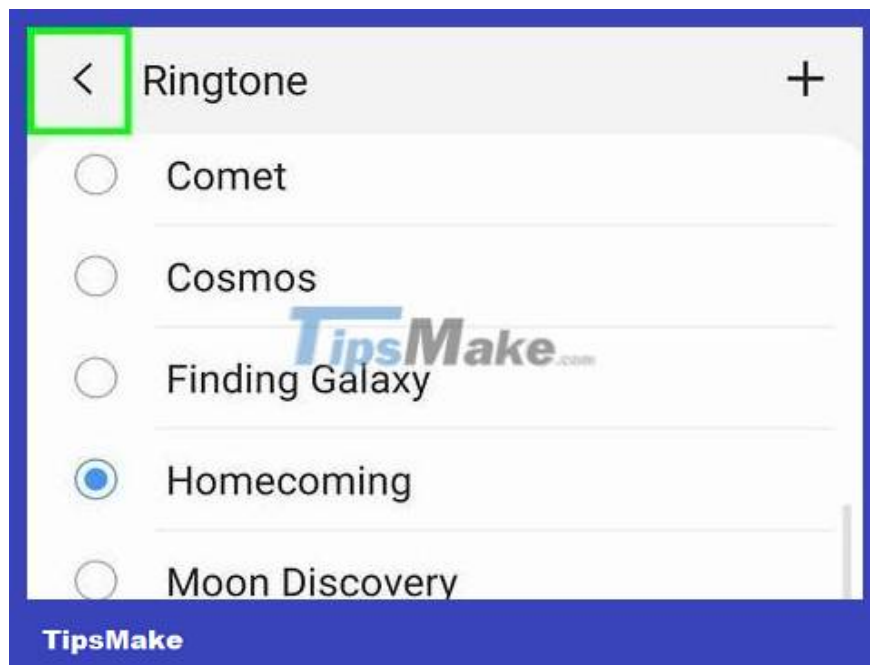 Ringtone
Comet
Cosmos
TipsMake.com
Finding Galaxy
Homecoming
Moon Discovery
TipsMake